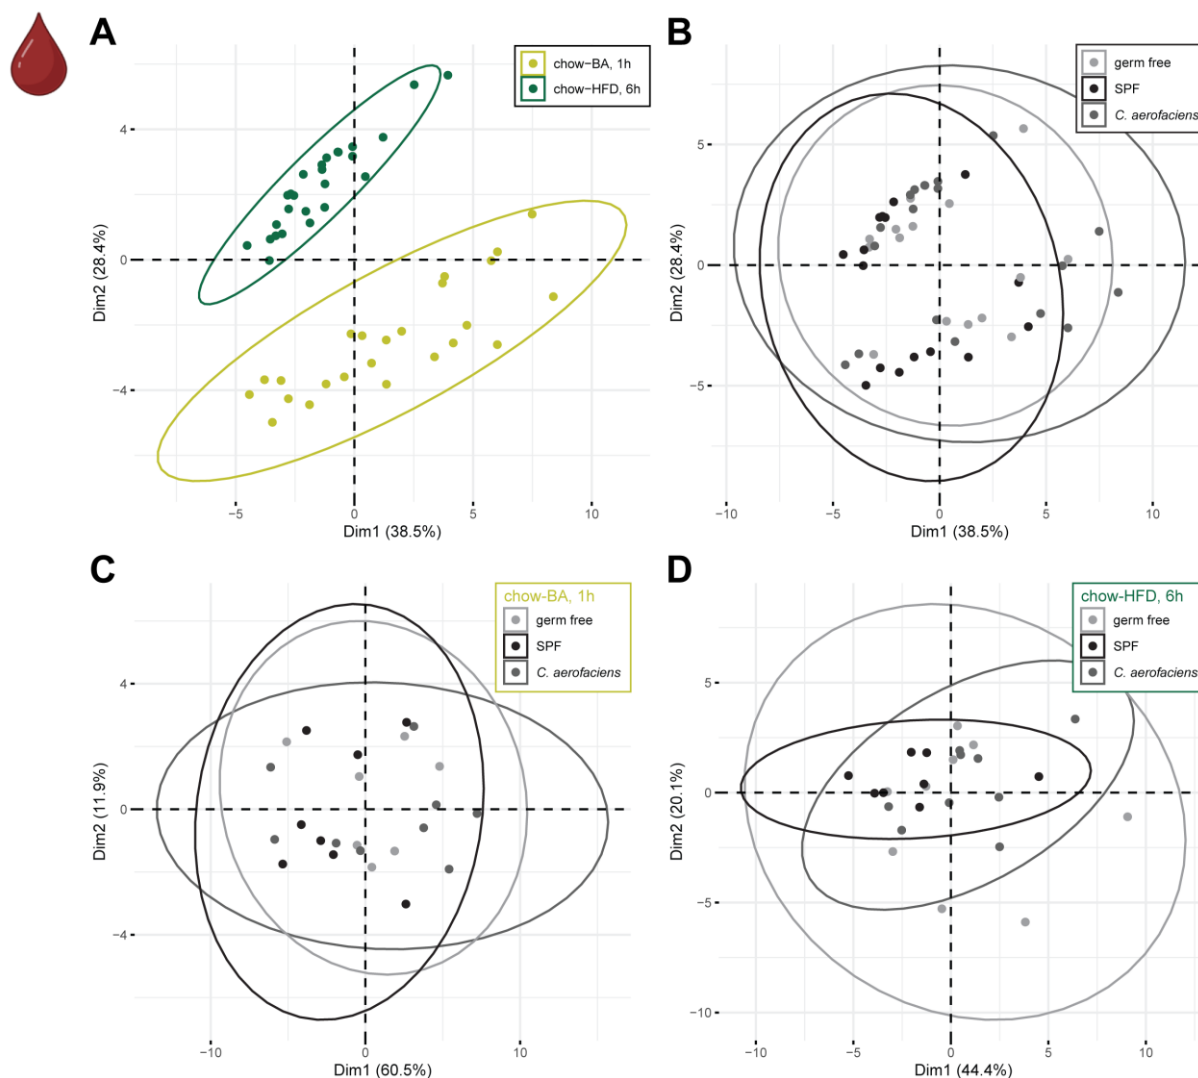 A
chow−BA, 1h
chow−HFD, 6h
4
0
−4
Dim2 (28.4%)
−5
0
5
10
Dim1 (38.5%)
B
germ free
SPF
C. aerofaciens
5
0
−5
Dim2 (28.4%)
−10
−5
0
5
10
Dim1 (38.5%)
C
chow-BA, 1h
germ free
SPF
C. aerofaciens
4
0
−4
Dim2 (11.9%)
−10
0
10
Dim1 (60.5%)
D
chow-HFD, 6h
germ free
SPF
C. aerofaciens
5
0
−5
−10
Dim2 (20.1%)
−10
−5
0
5
10
Dim1 (44.4%)